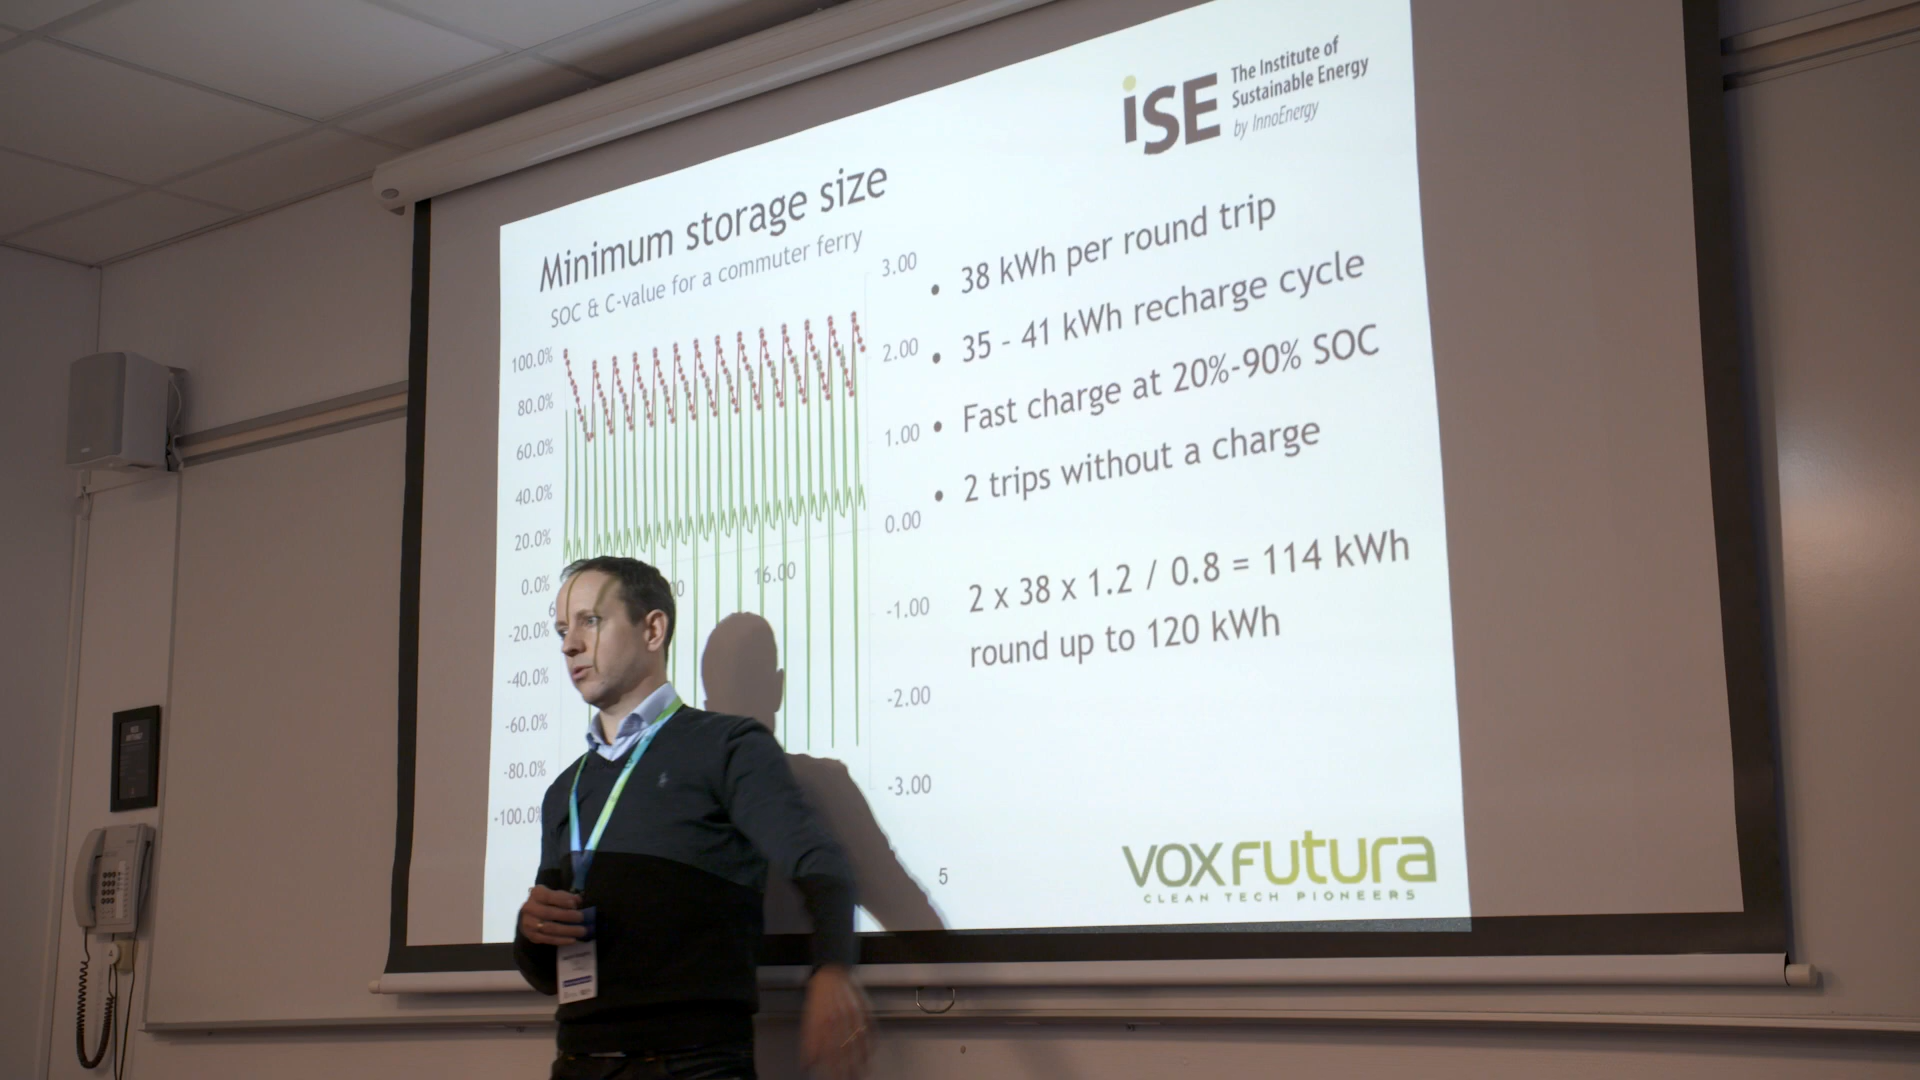 iSE
The Institute of
Sustainable Energy
by InnoEnergy
Minimum storage size
SOC & C-value for a commuter ferry
100.0%
80.0%
60.0%
40.0%
20.0%
0.0%
-20.0%
-40.0%
-60.0%
-80.0%
-100.0%
16.00
3.00
2.00
1.00
0.00
-1.00
-2.00
-3.00
• 38 kWh per round trip
• 35 - 41 kWh recharge cycle
• Fast charge at 20%-90% SOC
• 2 trips without a charge
2 x 38 x 1.2 / 0.8 = 114 kWh
round up to 120 kWh
5
VOXFUTURA
CLEAN TECH PIONEERS